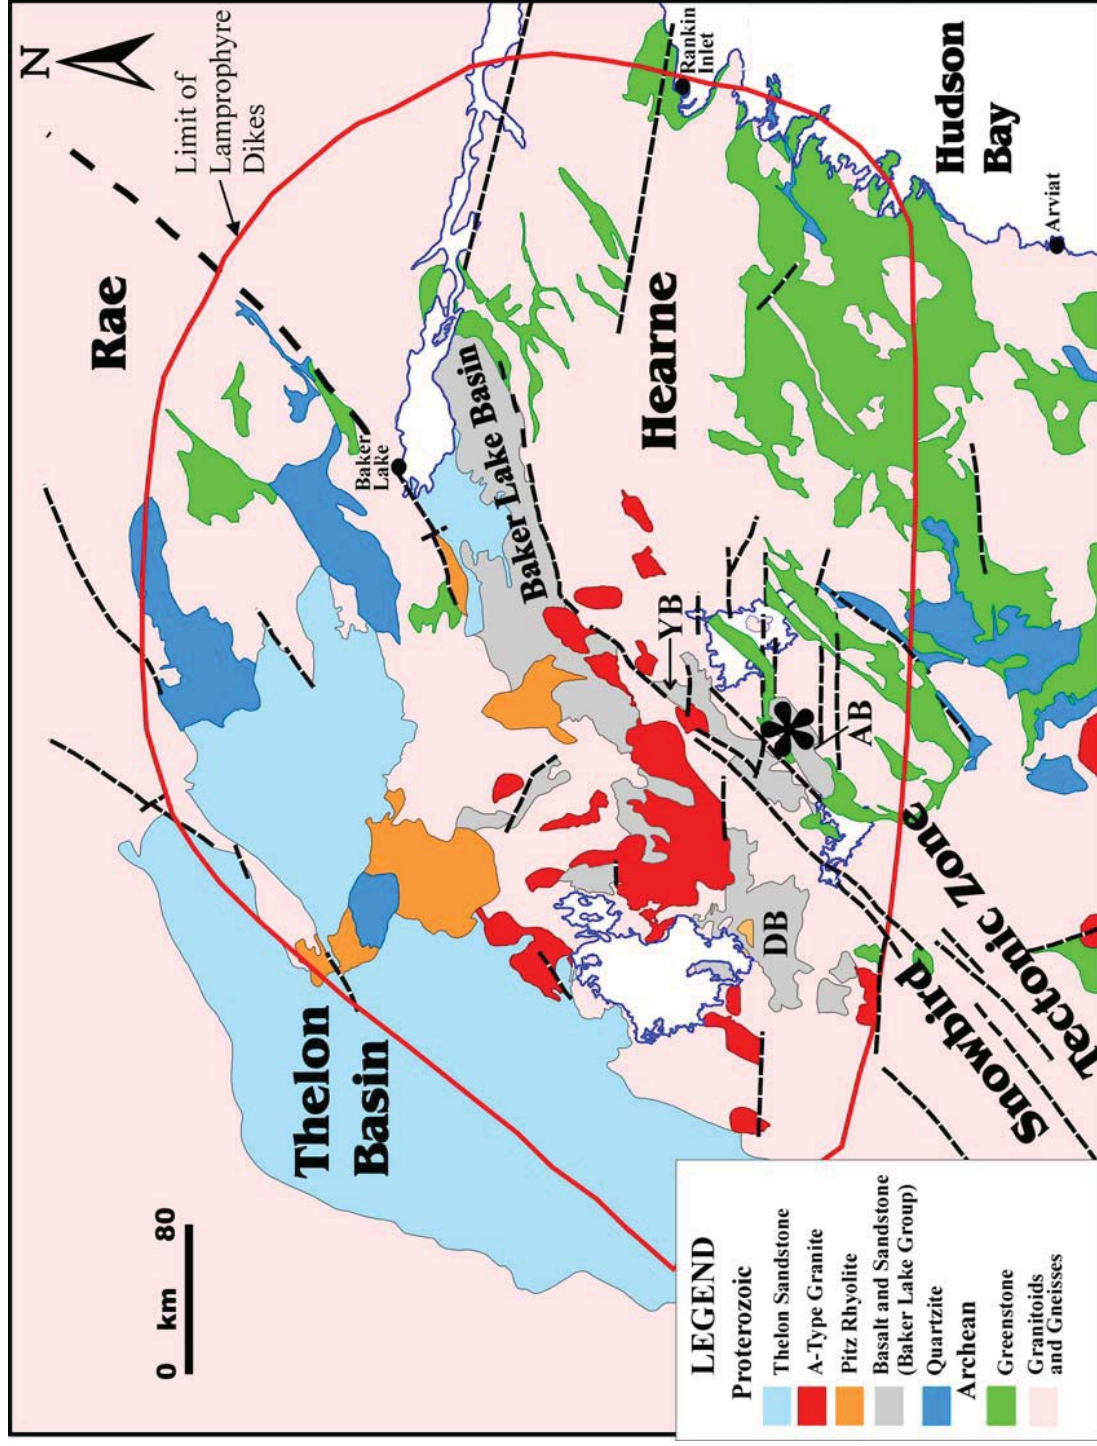 N
Limit of
Lamprophyre
Dikes
Rae
Thelon
Basin
km
0 80
Baker
Lake
Baker Lake Basin
Hearne
Rankin
Inlet
Hudson
Bay
Arviat
YB
AB
DB
Snowbird
Tectonic Zone
LEGEND
Proterozoic
Thelon Sandstone
A-Type Granite
Pitz Rhyolite
Basalt and Sandstone
(Baker Lake Group)
Quartzite
Archean
Greenstone
Granitoids
and Gneisses